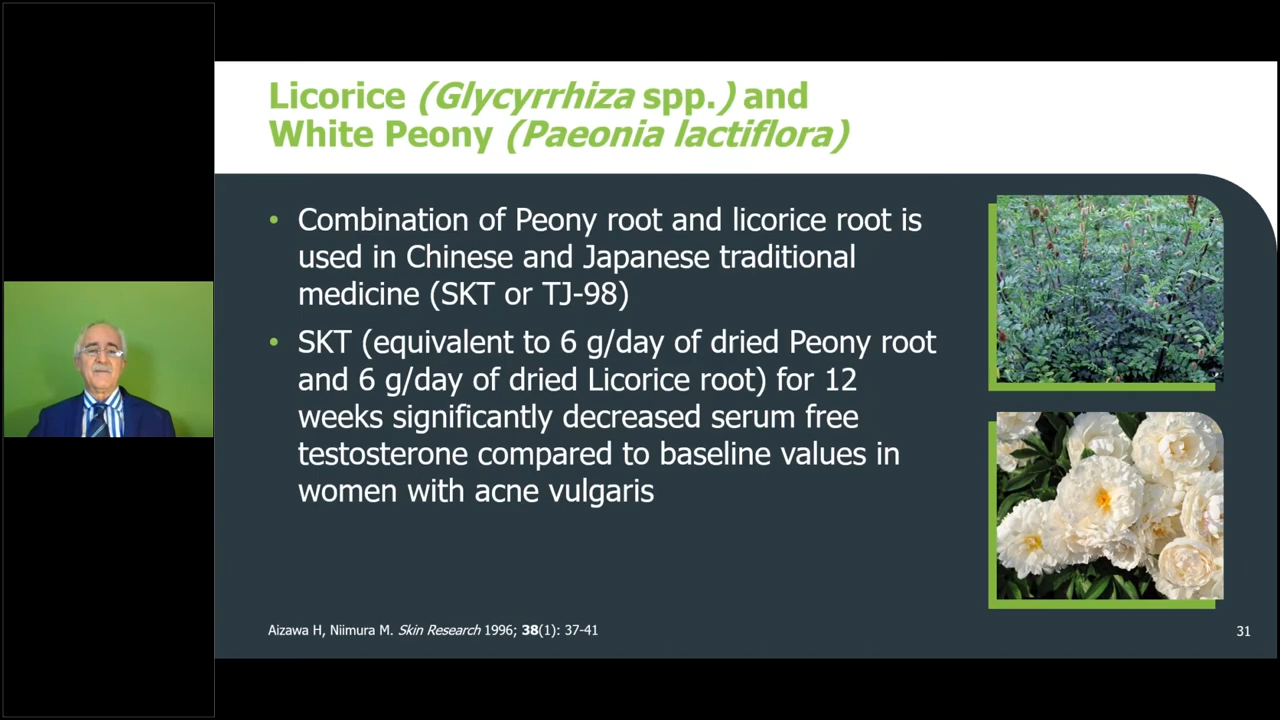 Licorice (Glycyrrhiza spp.) and
White Peony (Paeonia lactiflora)
• Combination of Peony root and licorice root is
used in Chinese and Japanese traditional
medicine (SKT or TJ-98)
• SKT (equivalent to 6 g/day of dried Peony root
and 6 g/day of dried Licorice root) for 12
weeks significantly decreased serum free
testosterone compared to baseline values in
women with acne vulgaris
Aizawa H, Niimura M. Skin Research 1996; 38(1): 37-41
31